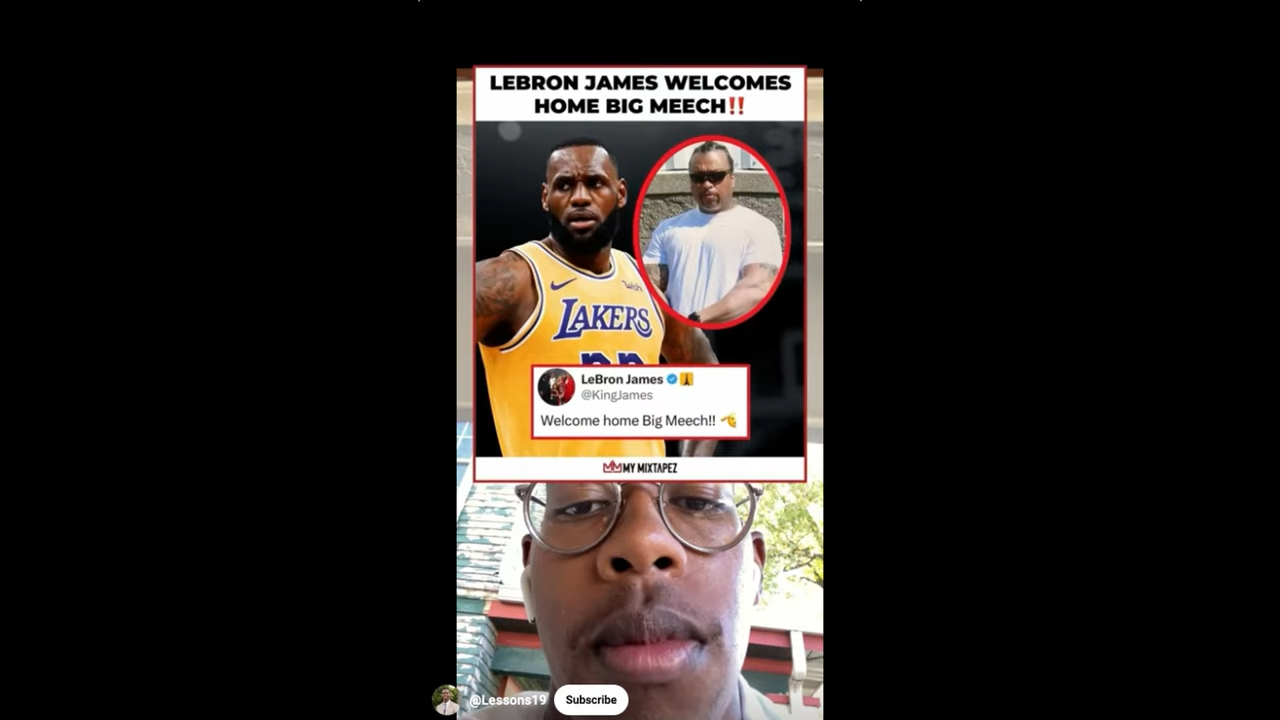 LEBRON JAMES WELCOMES
HOME BIG MEECH‼️
LAKERS
LeBron James
@KingJames
Welcome home Big Meech!! 🫡
MY MIXTAPEZ
@Lessons19
Subscribe